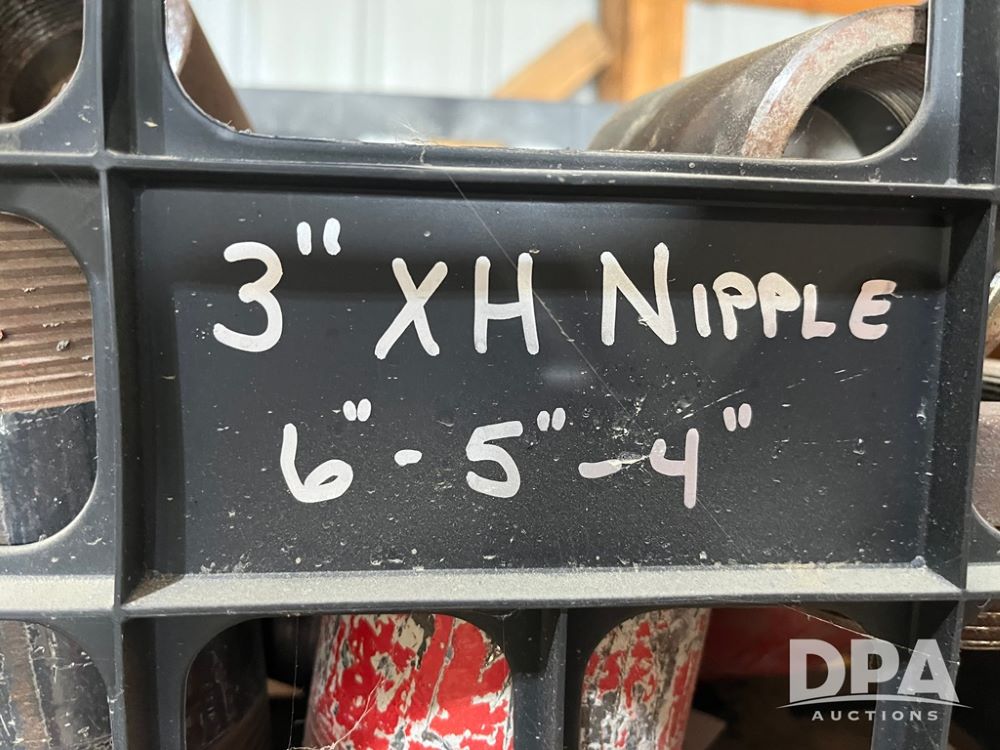 3" XH NIPPLE
6" - 5" - 4"
DPA
AUCTIONS